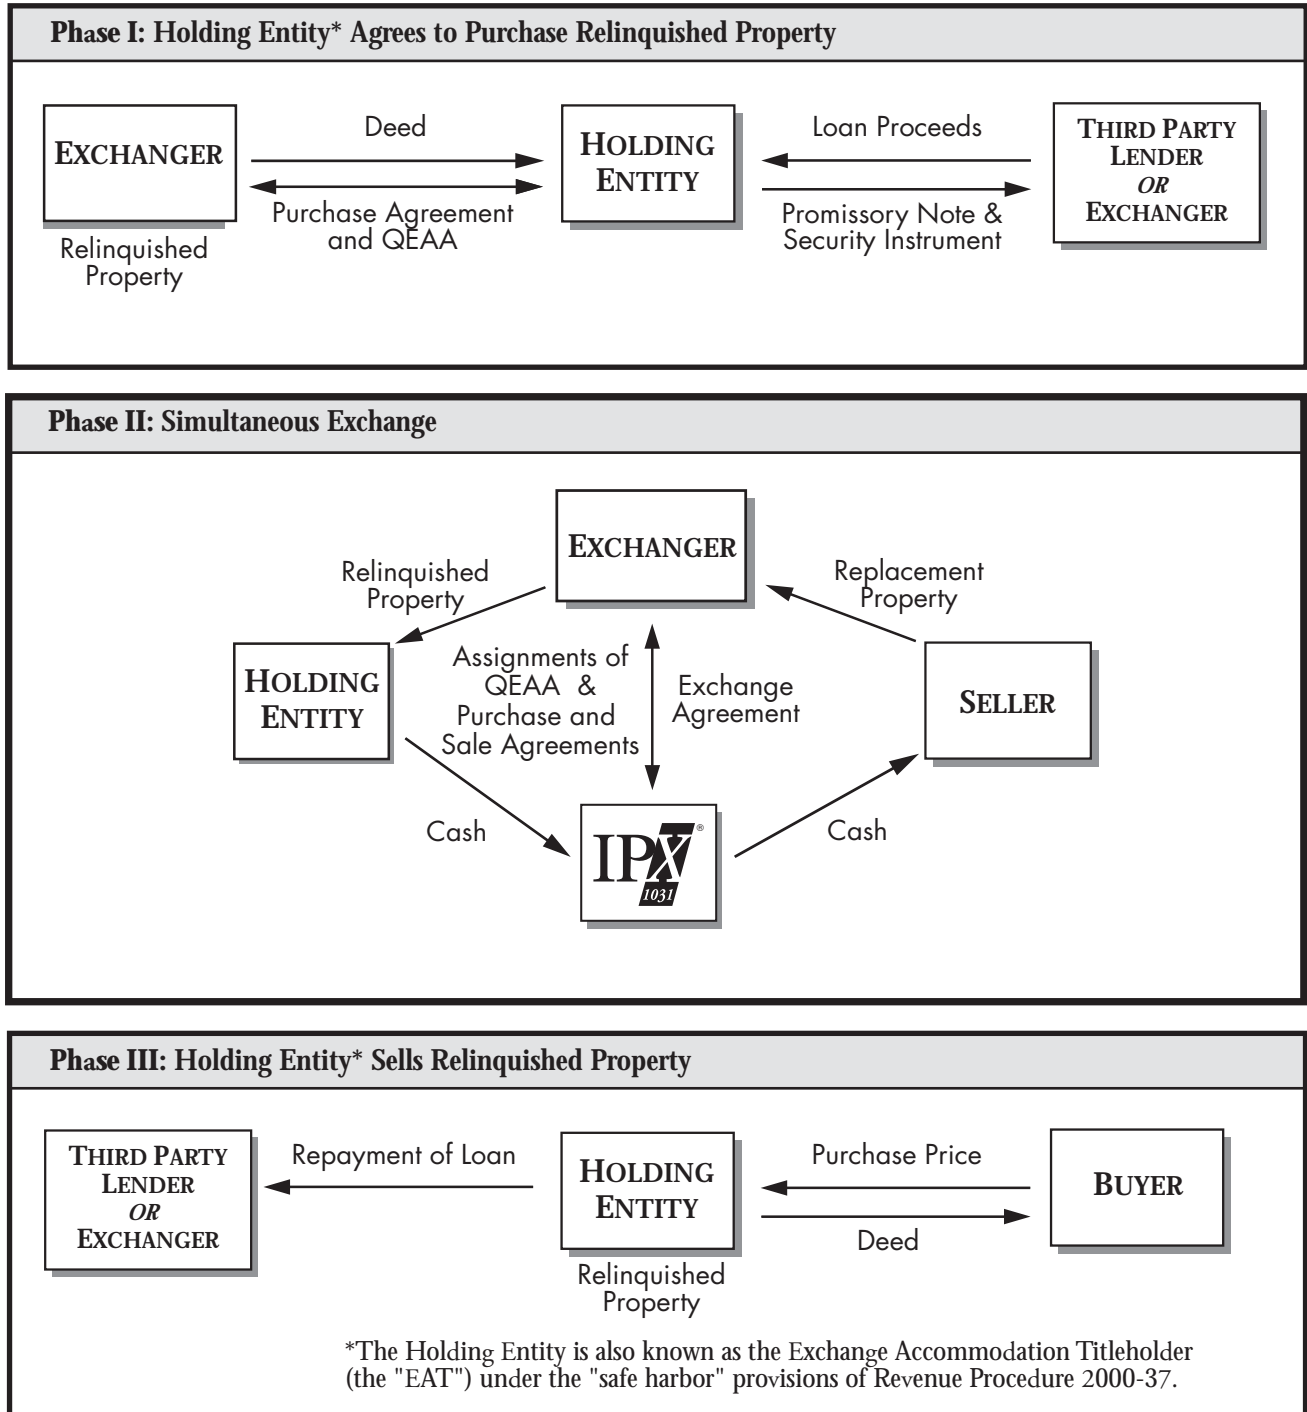 Phase I: Holding Entity* Agrees to Purchase Relinquished Property
EXCHANGER
Relinquished
Property
Deed
Purchase Agreement
and QEAA
HOLDING
ENTITY
Loan Proceeds
Promissory Note &
Security Instrument
THIRD PARTY
LENDER
OR
EXCHANGER
Phase II: Simultaneous Exchange
EXCHANGER
Relinquished
Property
Replacement
Property
HOLDING
ENTITY
Assignments of
QEAA &
Purchase and
Sale Agreements
Exchange
Agreement
SELLER
Cash
IPX®
1031
Cash
Phase III: Holding Entity* Sells Relinquished Property
THIRD PARTY
LENDER
OR
EXCHANGER
Repayment of Loan
HOLDING
ENTITY
Relinquished
Property
Purchase Price
Deed
BUYER
*The Holding Entity is also known as the Exchange Accommodation Titleholder
(the "EAT") under the "safe harbor" provisions of Revenue Procedure 2000-37.